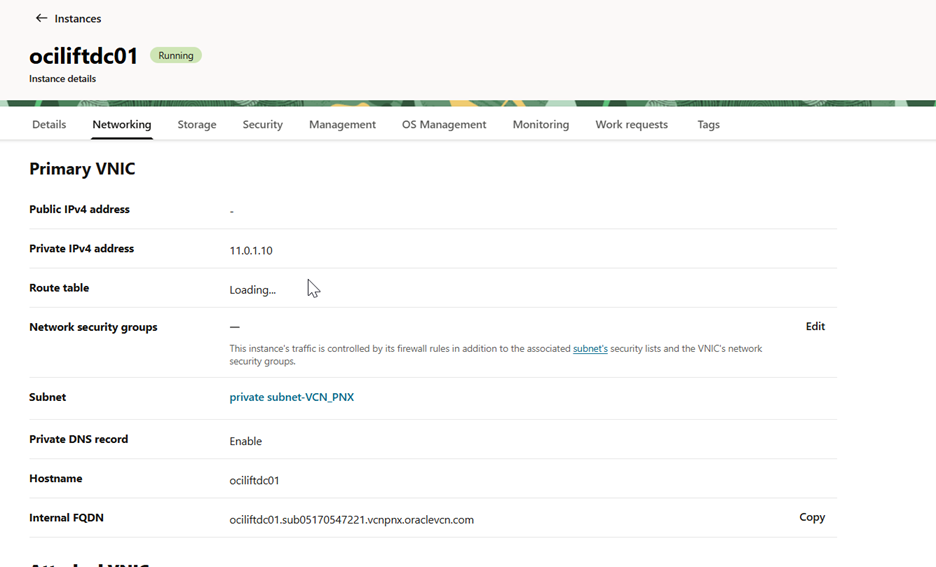 ← Instances
ociliftdc01 Running
Instance details
Details Networking Storage Security Management OS Management Monitoring Work requests Tags
Primary VNIC
Public IPv4 address -
Private IPv4 address 11.0.1.10
Route table Loading...
Network security groups — Edit
This instance's traffic is controlled by its firewall rules in addition to the associated subnet's security lists and the VNIC's network
security groups.
Subnet private subnet-VCN_PNX
Private DNS record Enable
Hostname ociliftdc01
Internal FQDN ociliftdc01.sub05170547221.vcnpnx.oraclevcn.com Copy
Attached VNIC